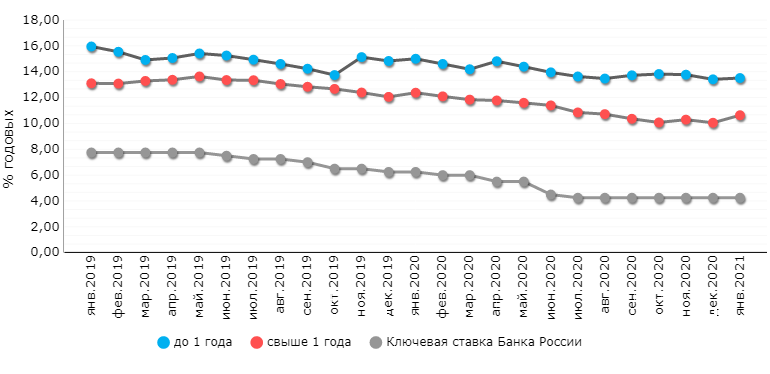 18,00
16,00
14,00
12,00
10,00
8,00
6,00
4,00
2,00
0,00
% годовых
янв.2019
фев.2019
мар.2019
апр.2019
май.2019
июн.2019
июл.2019
авг.2019
сен.2019
окт.2019
ноя.2019
дек.2019
янв.2020
фев.2020
мар.2020
апр.2020
май.2020
июн.2020
июл.2020
авг.2020
сен.2020
окт.2020
ноя.2020
дек.2020
янв.2021
до 1 года свыше 1 года Ключевая ставка Банка России